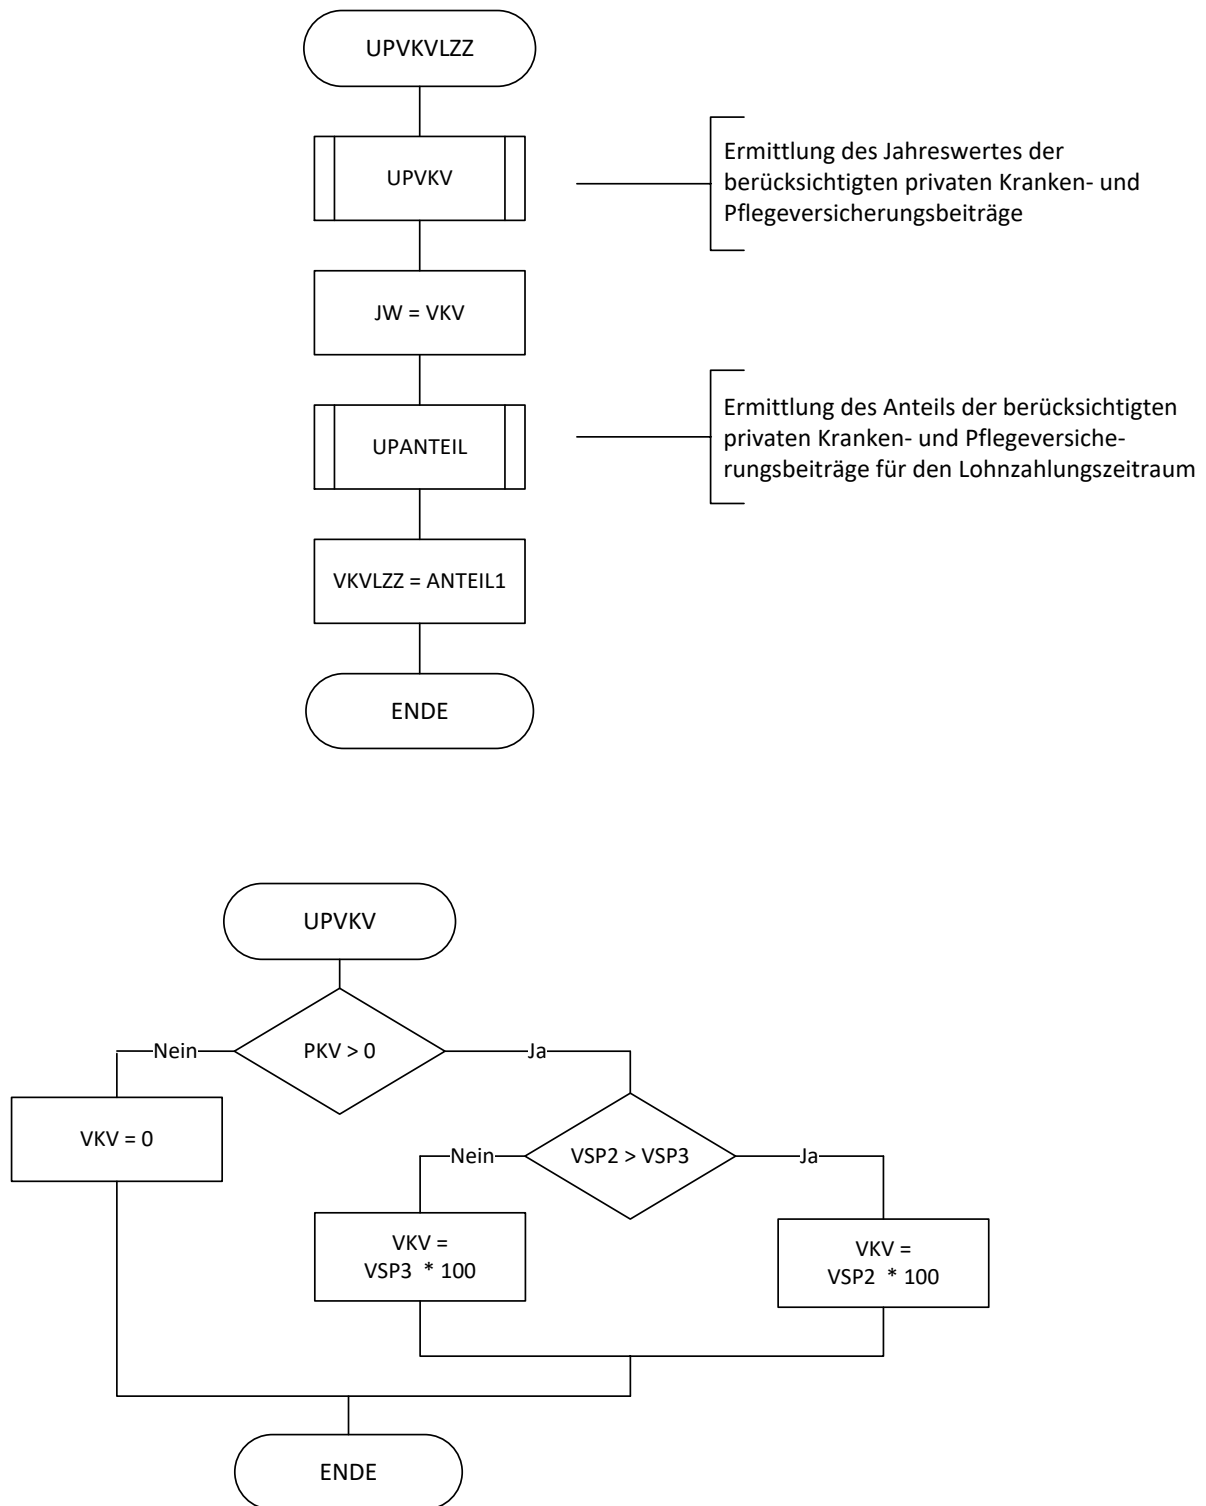 UPVKVLZZ
UPVKV
Ermittlung des Jahreswertes der
berücksichtigten privaten Kranken- und
Pflegeversicherungsbeiträge
JW = VKV
UPANTEIL
Ermittlung des Anteils der berücksichtigten
privaten Kranken- und Pflegeversiche-
rungsbeiträge für den Lohnzahlungszeitraum
VKVLZZ = ANTEIL1
ENDE
UPVKV
Nein
PKV > 0
Ja
VKV = 0
Nein
VSP2 > VSP3
Ja
VKV =
VSP3 * 100
VKV =
VSP2 * 100
ENDE